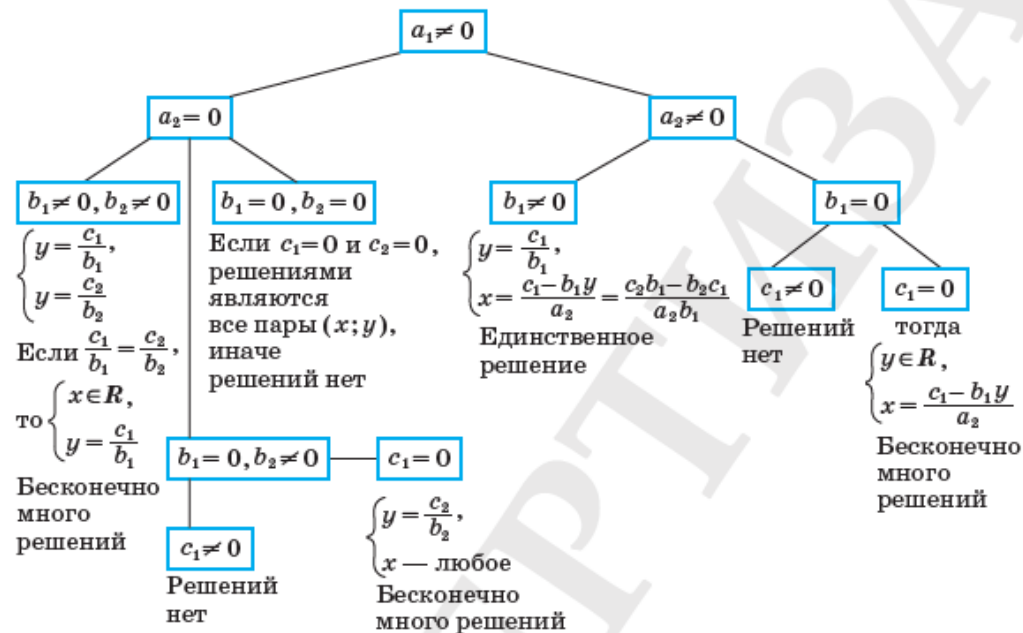 a₁≠0
a₂=0
a₂≠0
b₁≠0, b₂≠0
b₁=0, b₂=0
b₁≠0
b₁=0
{y=c₁/b₁,
{y=c₂/b₂
Если c₁/b₁=c₂/b₂,
то {x∈R,
{y=c₁/b₁
Бесконечно
много
решений
Если c₁=0 и c₂=0,
решениями
являются
все пары (x; y),
иначе
решений нет
b₁=0, b₂≠0
c₁=0
c₁≠0
Решений
нет
{y=c₂/b₂,
{x — любое
Бесконечно
много решений
{y=c₁/b₁,
{x=(c₁−b₁y)/a₂=(c₂b₁−b₂c₁)/(a₂b₁)
Единственное
решение
c₁≠0
Решений
нет
c₁=0
тогда
{y∈R,
{x=(c₁−b₁y)/a₂
Бесконечно
много
решений